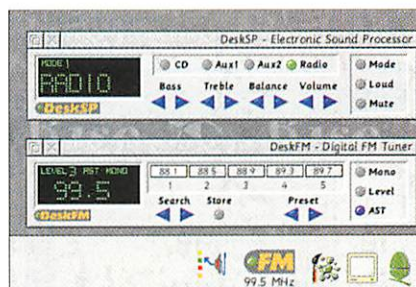 DeskSP - Electronic Sound Processor
MODE:
RADIO
DeskSP
CD Aux1 Aux2 Radio
Bass Treble Balance Volume
Mode
Loud
Mute
DeskFM - Digital FM Tuner
LEVEL3 AST MONO
99.5
DeskFM
88.1 88.5 88.9 89.3 89.7
1 2 3 4 5
Search Store Preset
Mono
Level
AST
FM
99.5 MHz